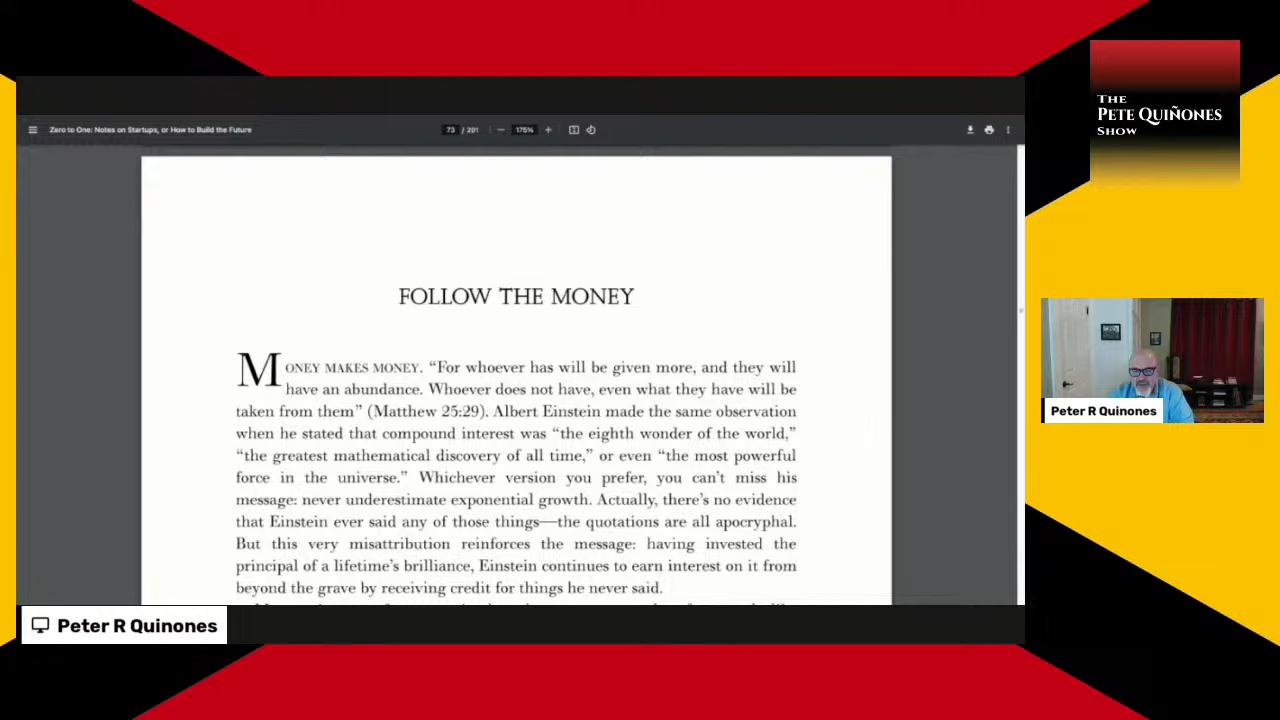 Zero to One: Notes on Startups, or How to Build the Future
73 / 201
175%
THE
PETE QUIÑONES
SHOW
FOLLOW THE MONEY
MONEY MAKES MONEY. “For whoever has will be given more, and they will
have an abundance. Whoever does not have, even what they have will be
taken from them” (Matthew 25:29). Albert Einstein made the same observation
when he stated that compound interest was “the eighth wonder of the world,”
“the greatest mathematical discovery of all time,” or even “the most powerful
force in the universe.” Whichever version you prefer, you can’t miss his
message: never underestimate exponential growth. Actually, there’s no evidence
that Einstein ever said any of those things—the quotations are all apocryphal.
But this very misattribution reinforces the message: having invested the
principal of a lifetime’s brilliance, Einstein continues to earn interest on it from
beyond the grave by receiving credit for things he never said.
Peter R Quinones
Peter R Quinones